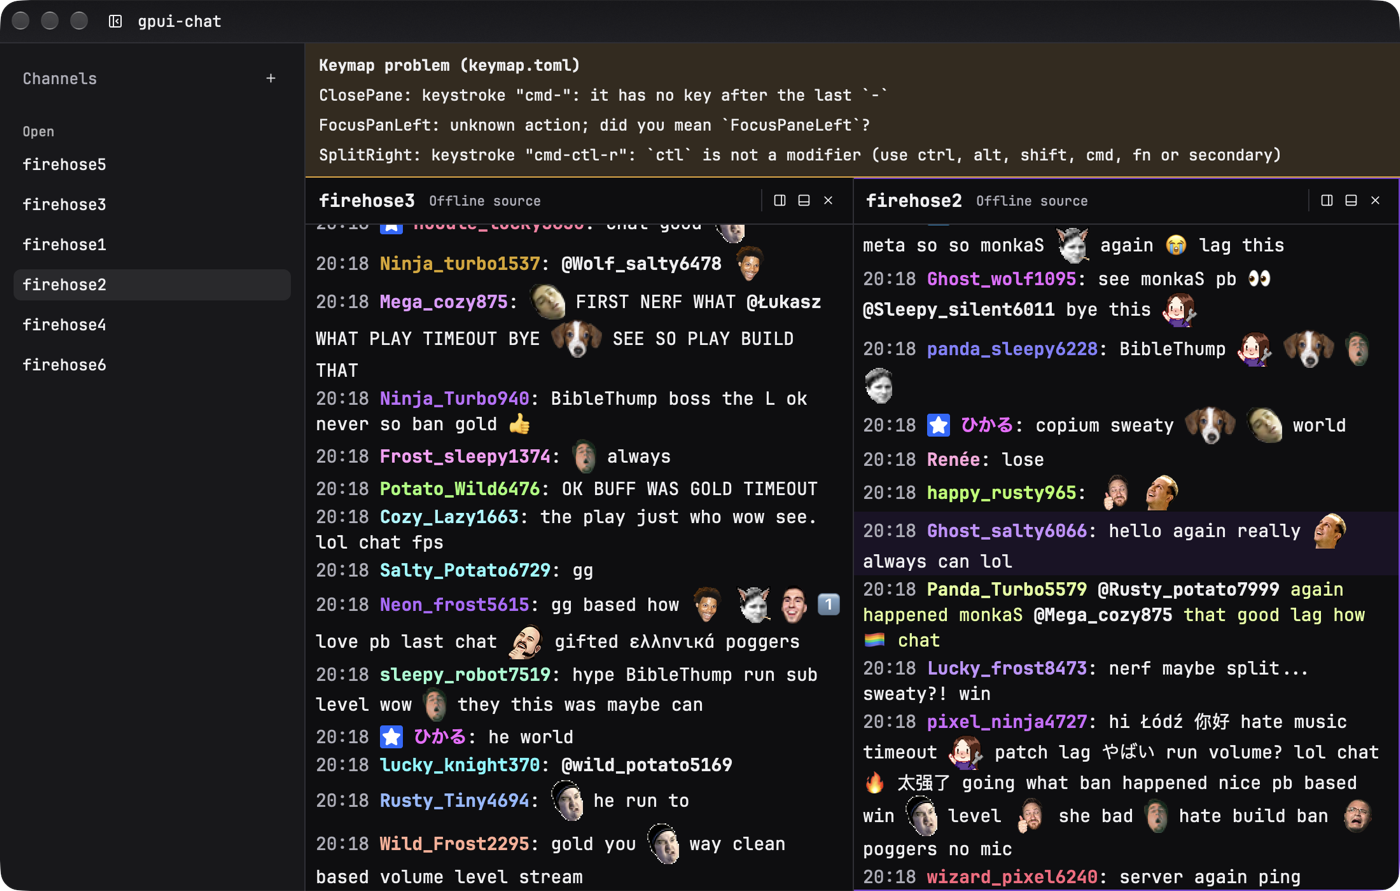 gpui-chat
Channels
+
Open
firehose5
firehose3
firehose1
firehose2
firehose4
firehose6
Keymap problem (keymap.toml)
ClosePane: keystroke "cmd-": it has no key after the last `-`
FocusPanLeft: unknown action; did you mean `FocusPaneLeft`?
SplitRight: keystroke "cmd-ctl-r": `ctl` is not a modifier (use ctrl, alt, shift, cmd, fn or secondary)
firehose3 Offline source
20:18 Ninja_turbo1537: @Wolf_salty6478
20:18 Mega_cozy875: FIRST NERF WHAT @Łukasz
WHAT PLAY TIMEOUT BYE SEE SO PLAY BUILD
THAT
20:18 Ninja_Turbo940: BibleThump boss the L ok
never so ban gold 👍
20:18 Frost_sleepy1374: always
20:18 Potato_Wild6476: OK BUFF WAS GOLD TIMEOUT
20:18 Cozy_Lazy1663: the play just who wow see.
lol chat fps
20:18 Salty_Potato6729: gg
20:18 Neon_frost5615: gg based how 1
love pb last chat gifted ελληνικά poggers
20:18 sleepy_robot7519: hype BibleThump run sub
level wow they this was maybe can
20:18 ひかる: he world
20:18 lucky_knight370: @wild_potato5169
20:18 Rusty_Tiny4694: he run to
20:18 Wild_Frost2295: gold you way clean
based volume level stream
firehose2 Offline source
meta so so monkaS again 😭 lag this
20:18 Ghost_wolf1095: see monkaS pb 👀
@Sleepy_silent6011 bye this
20:18 panda_sleepy6228: BibleThump
20:18 ひかる: copium sweaty world
20:18 Renée: lose
20:18 happy_rusty965:
20:18 Ghost_salty6066: hello again really
always can lol
20:18 Panda_Turbo5579 @Rusty_potato7999 again
happened monkaS @Mega_cozy875 that good lag how
🏳️‍🌈 chat
20:18 Lucky_frost8473: nerf maybe split...
sweaty?! win
20:18 pixel_ninja4727: hi Łódź 你好 hate music
timeout patch lag やばい run volume? lol chat
🔥 太强了 going what ban happened nice pb based
win level she bad hate build ban
poggers no mic
20:18 wizard_pixel6240: server again ping